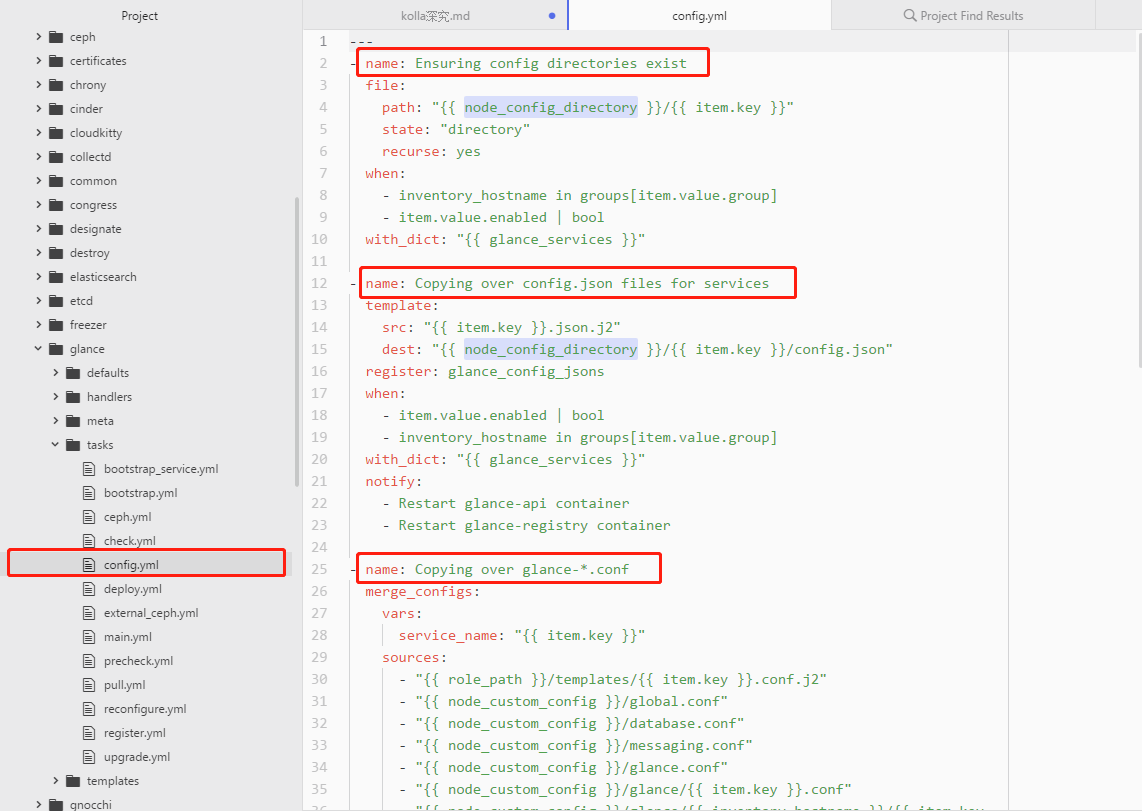 Project
ceph
certificates
chrony
cinder
cloudkitty
collectd
common
congress
designate
destroy
elasticsearch
etcd
freezer
glance
defaults
handlers
meta
tasks
bootstrap_service.yml
bootstrap.yml
ceph.yml
check.yml
config.yml
deploy.yml
external_ceph.yml
main.yml
precheck.yml
pull.yml
reconfigure.yml
register.yml
upgrade.yml
templates
gnocchi
kolla深究.md
config.yml
Project Find Results
1 ---
2 - name: Ensuring config directories exist
3 file:
4 path: "{{ node_config_directory }}/{{ item.key }}"
5 state: "directory"
6 recurse: yes
7 when:
8 - inventory_hostname in groups[item.value.group]
9 - item.value.enabled | bool
10 with_dict: "{{ glance_services }}"
11
12 - name: Copying over config.json files for services
13 template:
14 src: "{{ item.key }}.json.j2"
15 dest: "{{ node_config_directory }}/{{ item.key }}/config.json"
16 register: glance_config_jsons
17 when:
18 - item.value.enabled | bool
19 - inventory_hostname in groups[item.value.group]
20 with_dict: "{{ glance_services }}"
21 notify:
22 - Restart glance-api container
23 - Restart glance-registry container
24
25 - name: Copying over glance-*.conf
26 merge_configs:
27 vars:
28 service_name: "{{ item.key }}"
29 sources:
30 - "{{ role_path }}/templates/{{ item.key }}.conf.j2"
31 - "{{ node_custom_config }}/global.conf"
32 - "{{ node_custom_config }}/database.conf"
33 - "{{ node_custom_config }}/messaging.conf"
34 - "{{ node_custom_config }}/glance.conf"
35 - "{{ node_custom_config }}/glance/{{ item.key }}.conf"